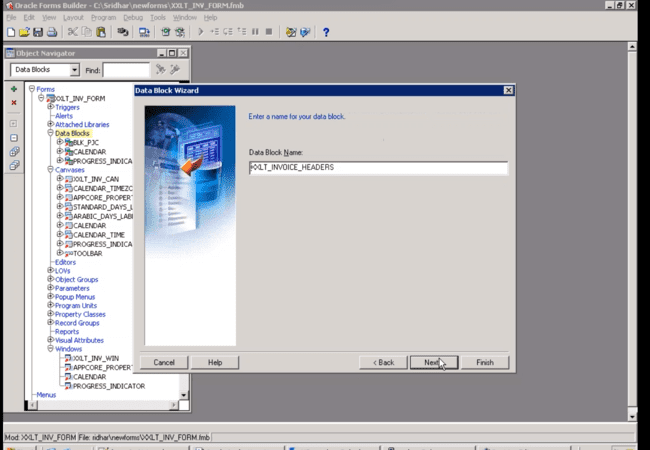 Oracle Forms Builder - C:\Sridhar\newforms\XXLT_INV_FORM.fmb
File Edit View Layout Program Debug Tools Window Help
Object Navigator
Data Blocks Find:
Forms
XXLT_INV_FORM
Triggers
Alerts
Attached Libraries
Data Blocks
BLK_PJC
CALENDAR
PROGRESS_INDICA
Canvases
XXLT_INV_CAN
CALENDAR_TIMEZO
APPCORE_PROPERT
STANDARD_DAYS_L
ARABIC_DAYS_LAB
CALENDAR
CALENDAR_TIME
PROGRESS_INDICA
TOOLBAR
Editors
LOVs
Object Groups
Parameters
Popup Menus
Program Units
Property Classes
Record Groups
Reports
Visual Attributes
Windows
XXLT_INV_WIN
APPCORE_PROPERT
CALENDAR
PROGRESS_INDICATOR
Menus
Data Block Wizard
Enter a name for your data block.
Data Block Name:
XXLT_INVOICE_HEADERS
Cancel Help < Back Next Finish
Mod: XXLT_INV_FORM File: ridhar\newforms\XXLT_INV_FORM.fmb